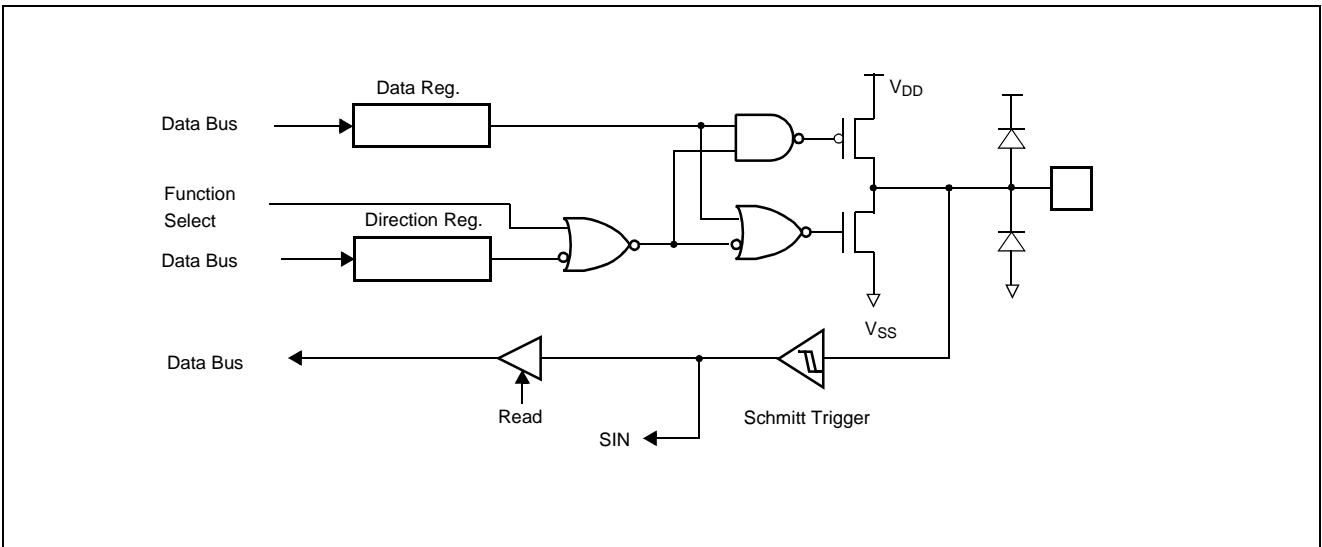 Data Reg.
V_DD
Data Bus
Function
Select
Direction Reg.
Data Bus
V_SS
Data Bus
Read
Schmitt Trigger
SIN